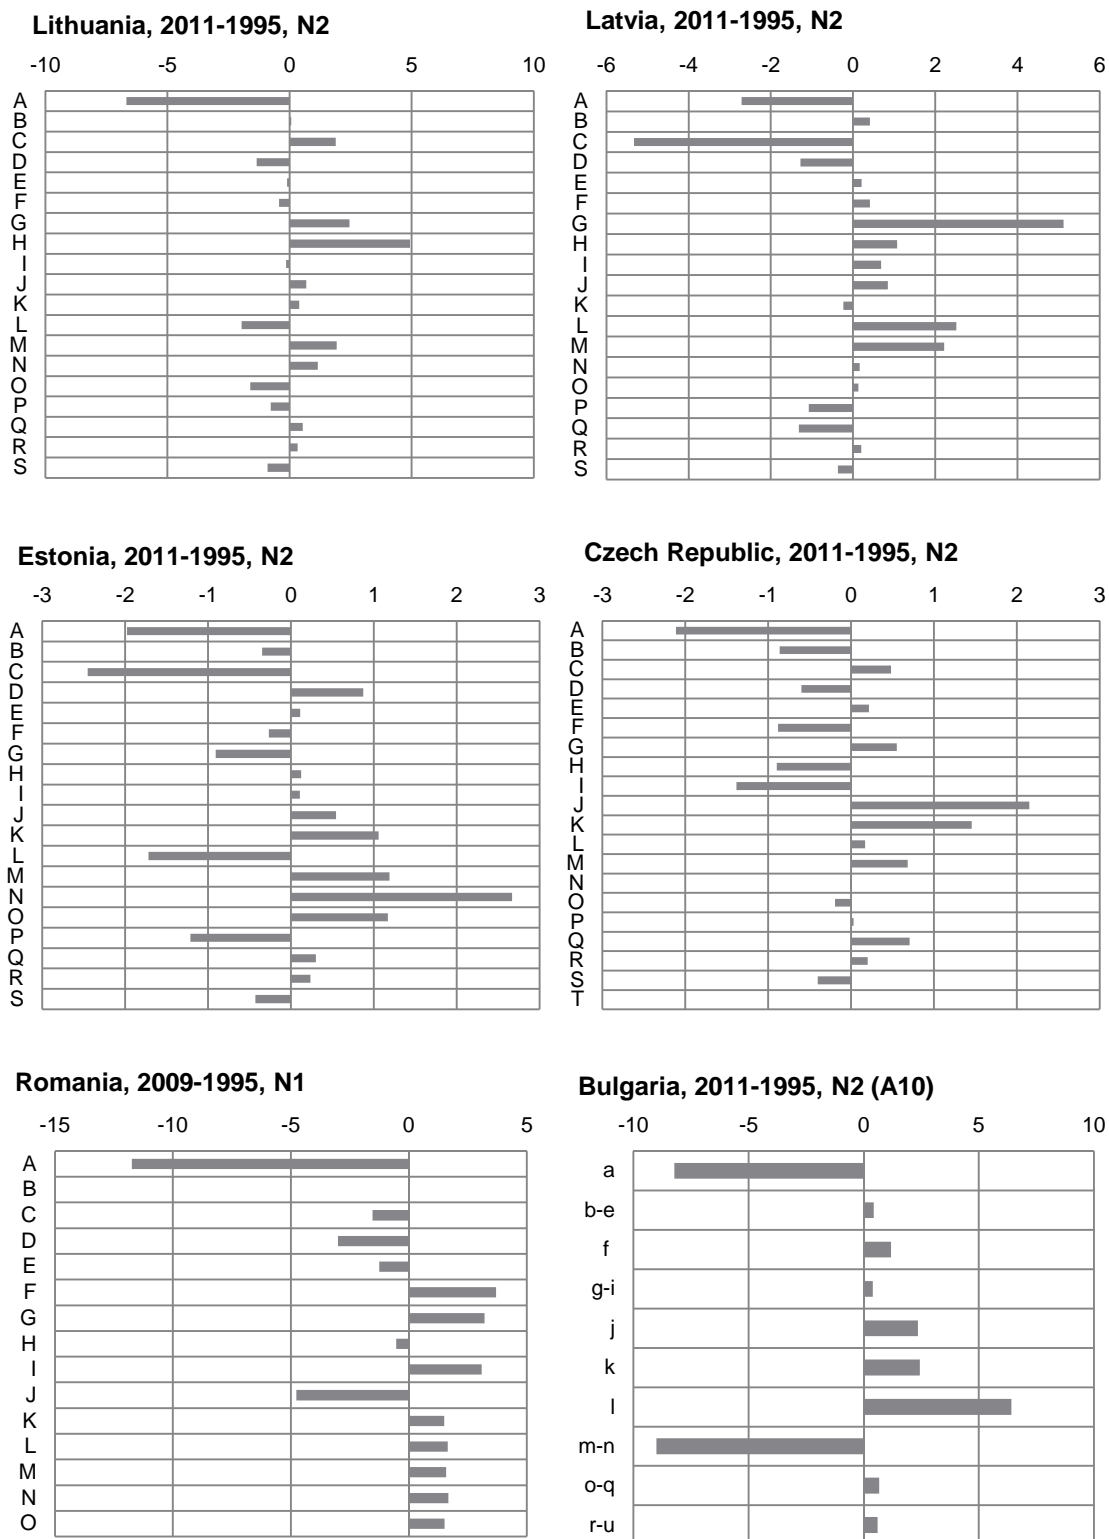 Lithuania, 2011-1995, N2
-10 -5 0 5 10
A
B
C
D
E
F
G
H
I
J
K
L
M
N
O
P
Q
R
S
Latvia, 2011-1995, N2
-6 -4 -2 0 2 4 6
A
B
C
D
E
F
G
H
I
J
K
L
M
N
O
P
Q
R
S
Estonia, 2011-1995, N2
-3 -2 -1 0 1 2 3
A
B
C
D
E
F
G
H
I
J
K
L
M
N
O
P
Q
R
S
Czech Republic, 2011-1995, N2
-3 -2 -1 0 1 2 3
A
B
C
D
E
F
G
H
I
J
K
L
M
N
O
P
Q
R
S
T
Romania, 2009-1995, N1
-15 -10 -5 0 5
A
B
C
D
E
F
G
H
I
J
K
L
M
N
O
Bulgaria, 2011-1995, N2 (A10)
-10 -5 0 5 10
a
b-e
f
g-i
j
k
l
m-n
o-q
r-u